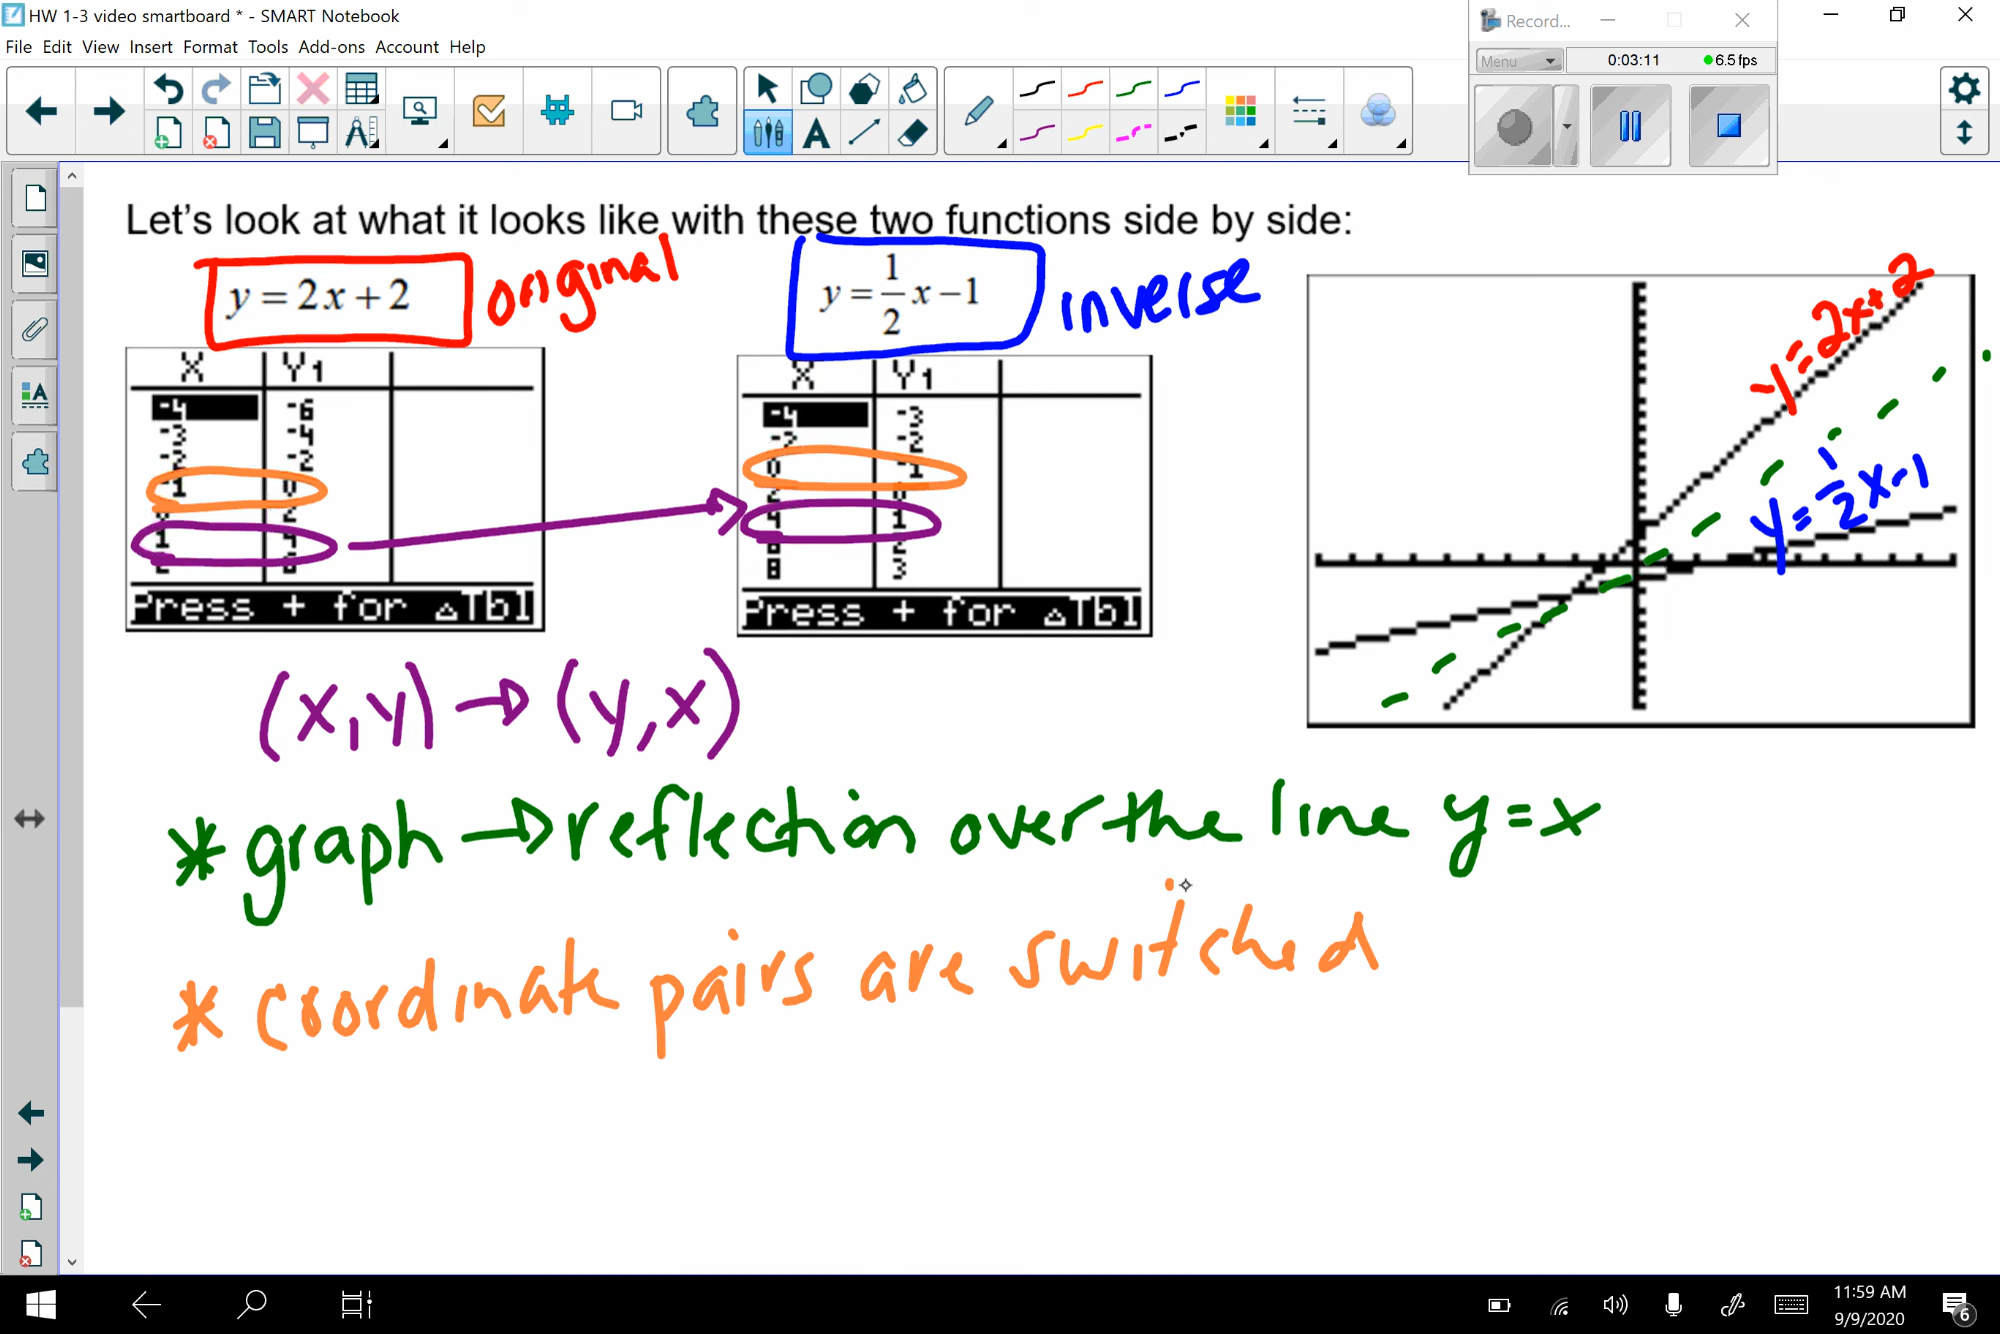 HW 1-3 video smartboard * - SMART Notebook
File Edit View Insert Format Tools Add-ons Account Help
Record...
Menu
0:03:11
6.5 fps
Let's look at what it looks like with these two functions side by side:
y = 2x + 2
original
y = 1/2 x - 1
inverse
X Y1
-4 -6
-3 -4
-2 -2
-1 0
0 2
1 4
2 6
Press + for △Tbl
X Y1
-4 -3
-2 -2
0 -1
2 0
4 1
6 2
8 3
Press + for △Tbl
y = 2x + 2
y = 1/2 x - 1
(x, y) → (y, x)
* graph → reflection over the line y = x
* coordinate pairs are switched
11:59 AM
9/9/2020
6